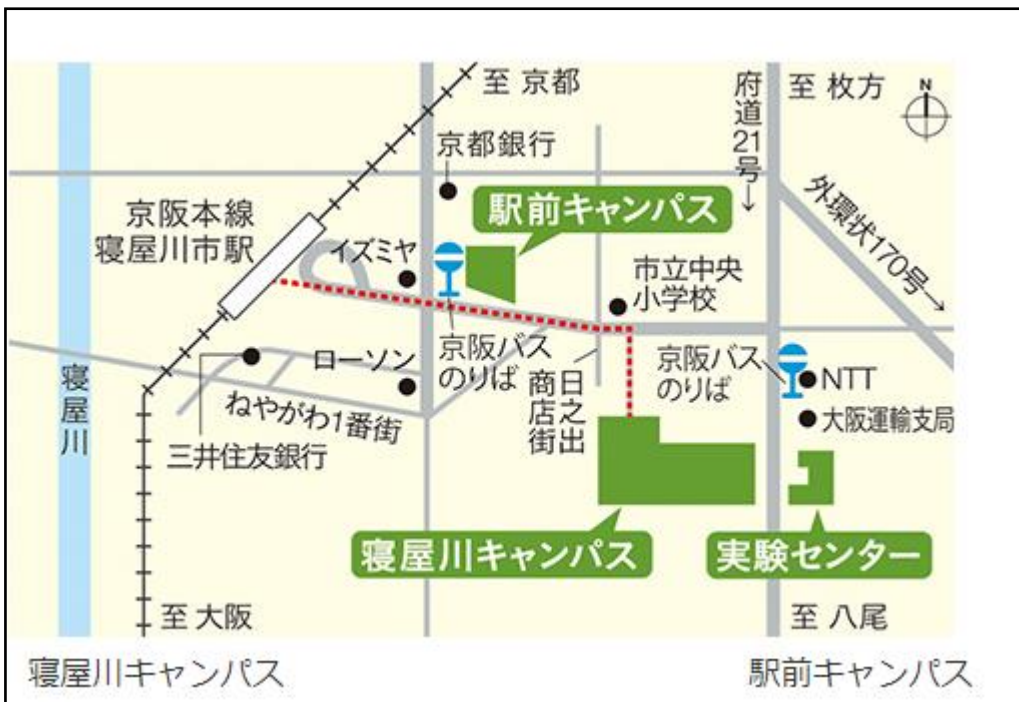 至 京都
府道21号
至 枚方
N
京都銀行
外環状170号
駅前キャンパス
京阪本線
寝屋川市駅
イズミヤ
市立中央
小学校
京阪バス
のりば
京阪バス
のりば
ローソン
NTT
日之出
商店街
寝屋川
ねやがわ1番街
大阪運輸支局
三井住友銀行
寝屋川キャンパス
実験センター
至 大阪
至 八尾
寝屋川キャンパス
駅前キャンパス